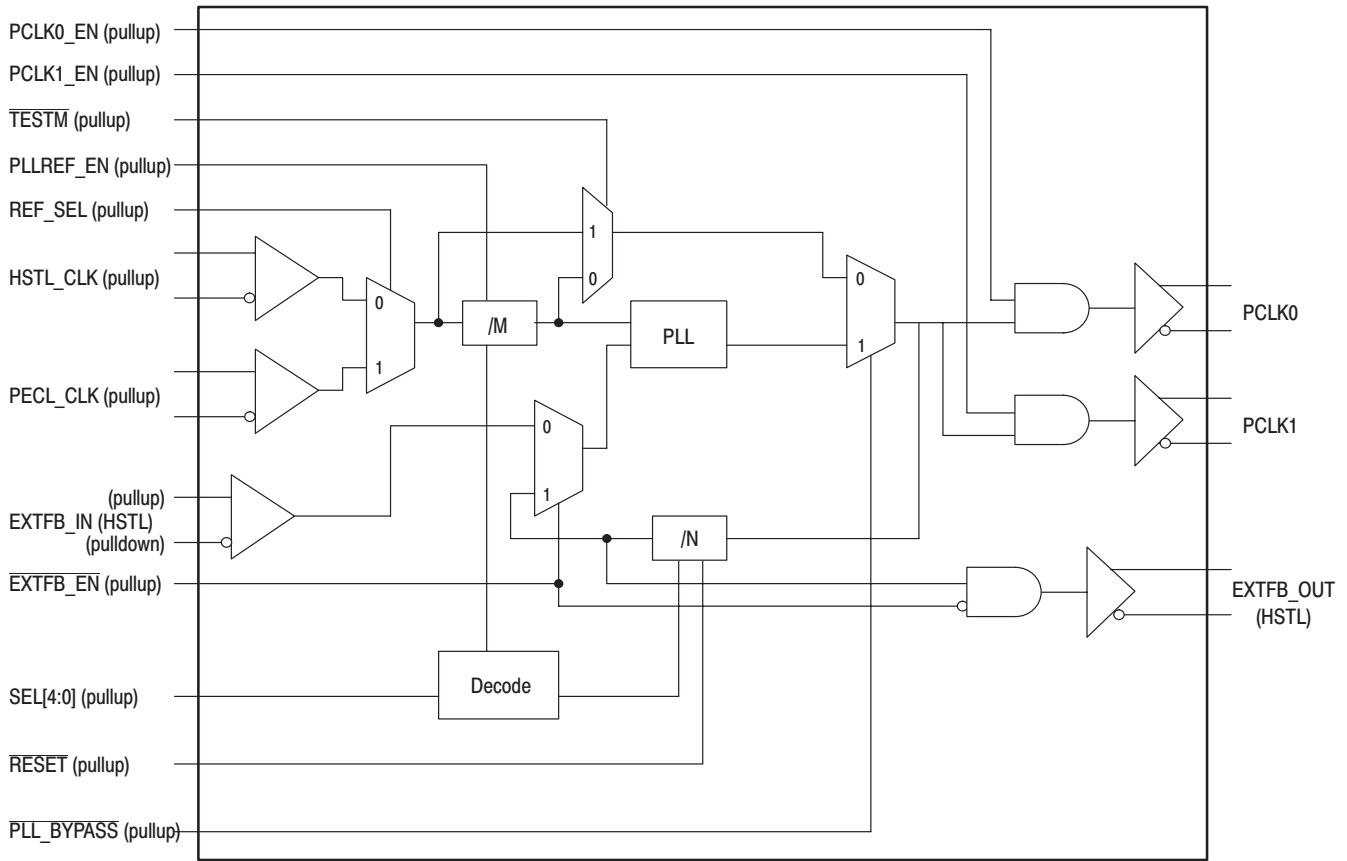 PCLK0_EN (pullup)
PCLK1_EN (pullup)
TESTM (pullup)
PLLREF_EN (pullup)
REF_SEL (pullup)
HSTL_CLK (pullup)
PECL_CLK (pullup)
(pullup)
EXTFB_IN (HSTL)
(pulldown)
EXTFB_EN (pullup)
SEL[4:0] (pullup)
RESET (pullup)
PLL_BYPASS (pullup)
0
1
/M
1
0
PLL
0
1
0
1
/N
Decode
PCLK0
PCLK1
EXTFB_OUT
(HSTL)